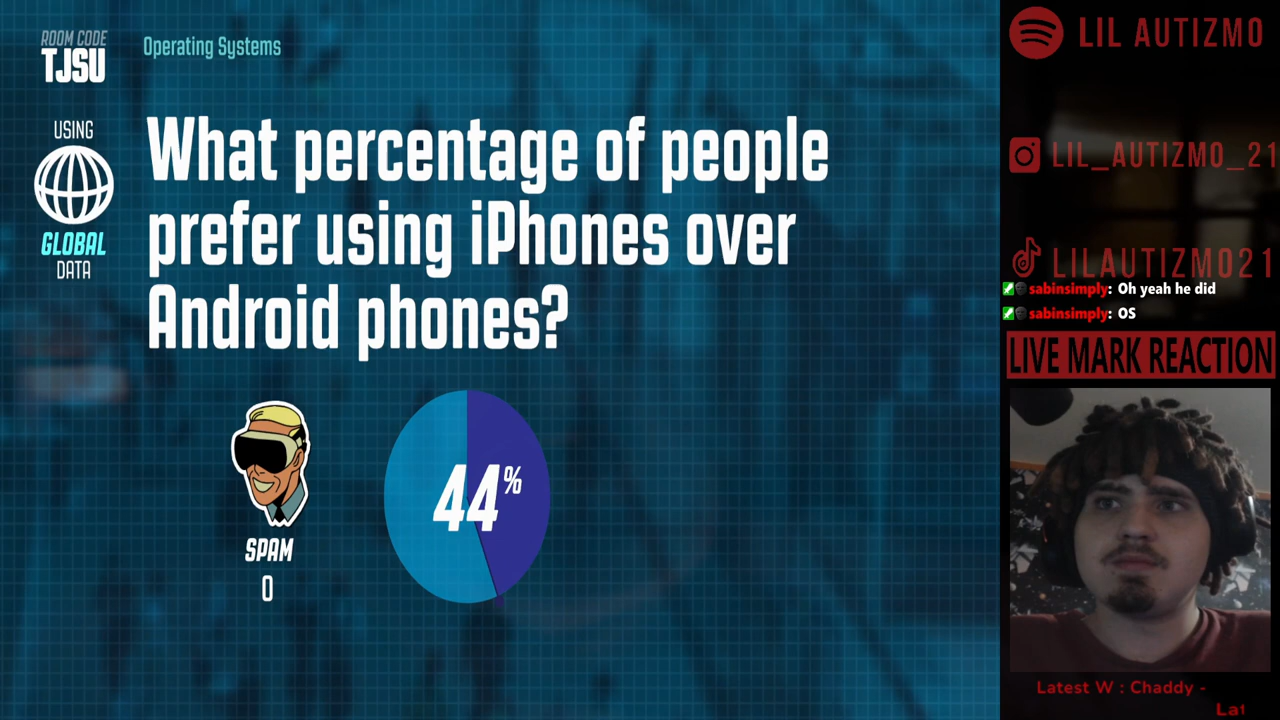 ROOM CODE
TJSU
Operating Systems
USING
GLOBAL
DATA
What percentage of people
prefer using iPhones over
Android phones?
44%
SPAM
0
LIL AUTIZMO
LIL_AUTIZMO_21
LILAUTIZMO21
sabinsimply: Oh yeah he did
sabinsimply: OS
LIVE MARK REACTION
Latest W : Chaddy -
Lat